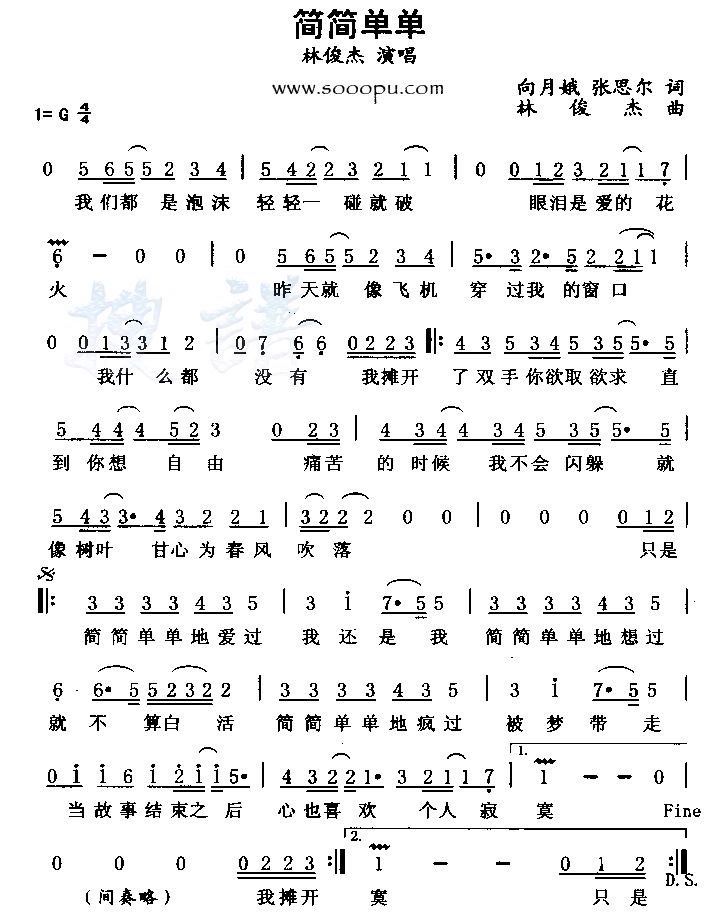 简简单单
林俊杰 演唱
www.sooopu.com
向月娥 张思尔 词
林 俊 杰 曲
1= G 4/4
0 5 6 5 5 2 3 4 | 5 4 2 2 3 2 1 1 | 0 0 1 2 3 2 1 1 7 |
我们都 是泡沫 轻轻一 碰就破 眼泪是爱的 花
6 — 0 0 | 0 5 6 5 5 2 3 4 | 5• 3 2• 5 2 2 1 1 |
火 昨天就 像飞机 穿 过我 的窗口
0 0 1 3 3 1 2 | 0 7 6 6 0 2 2 3 ‖: 4 3 5 3 4 5 3 5 5• 5 |
我什 么都 没有 我摊开 了双手你欲取欲求 直
5 4 4 4 5 2 3 0 2 3 | 4 3 4 4 3 4 5 3 5 5• 5 |
到你想 自由 痛苦 的时候 我不会闪躲 就
5 4 3 3• 4 3 2 2 1 | 3 2 2 2 0 0 | 0 0 0 0 1 2
像树叶 甘心为春风 吹落 只是
‖: 3 3 3 3 4 3 5 | 3 1 7• 5 5 | 3 3 3 3 4 3 5 |
简简单单地爱过 我还是我 简简单单地想过
6 6• 5 5 2 3 2 2 | 3 3 3 3 4 3 5 | 3 1 7• 5 |
就不 算白 活 简简单单地疯过 被梦带走
0 1 1 6 1 2 1 1 5• | 4 3 2 2 1• 3 2 1 1 7 | 1. 1 — — 0 |
当故事结束之 后 心也喜欢 个人寂 寞 Fine
0 0 0 0 2 2 3 :‖ 2. 1 — — | 0 0 1 2 :‖
(间奏略) 我摊开 寞 只是 D.S.